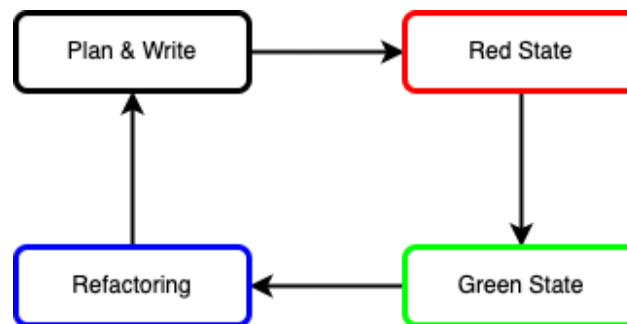 Plan & Write
Red State
Refactoring
Green State